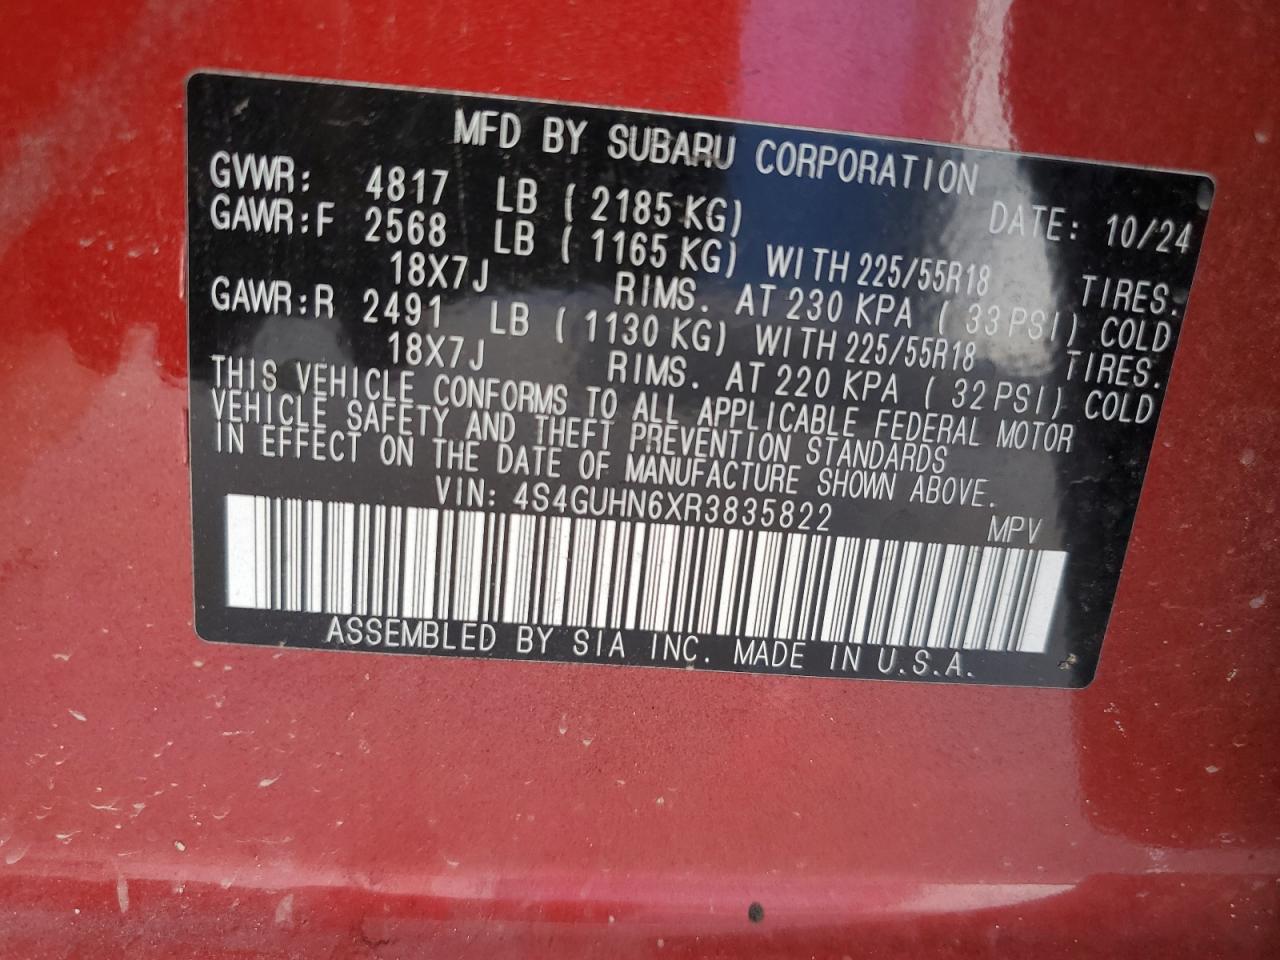 MFD BY SUBARU CORPORATION
DATE: 10/24
GVWR: 4817 LB ( 2185 KG)
GAWR:F 2568 LB ( 1165 KG) WITH 225/55R18 TIRES.
18X7J RIMS. AT 230 KPA ( 33 PSI) COLD
GAWR:R 2491 LB ( 1130 KG) WITH 225/55R18 TIRES.
18X7J RIMS. AT 220 KPA ( 32 PSI) COLD
THIS VEHICLE CONFORMS TO ALL APPLICABLE FEDERAL MOTOR
VEHICLE SAFETY AND THEFT PREVENTION STANDARDS
IN EFFECT ON THE DATE OF MANUFACTURE SHOWN ABOVE.
VIN: 4S4GUHN6XR3835822 MPV
ASSEMBLED BY SIA INC. MADE IN U.S.A.